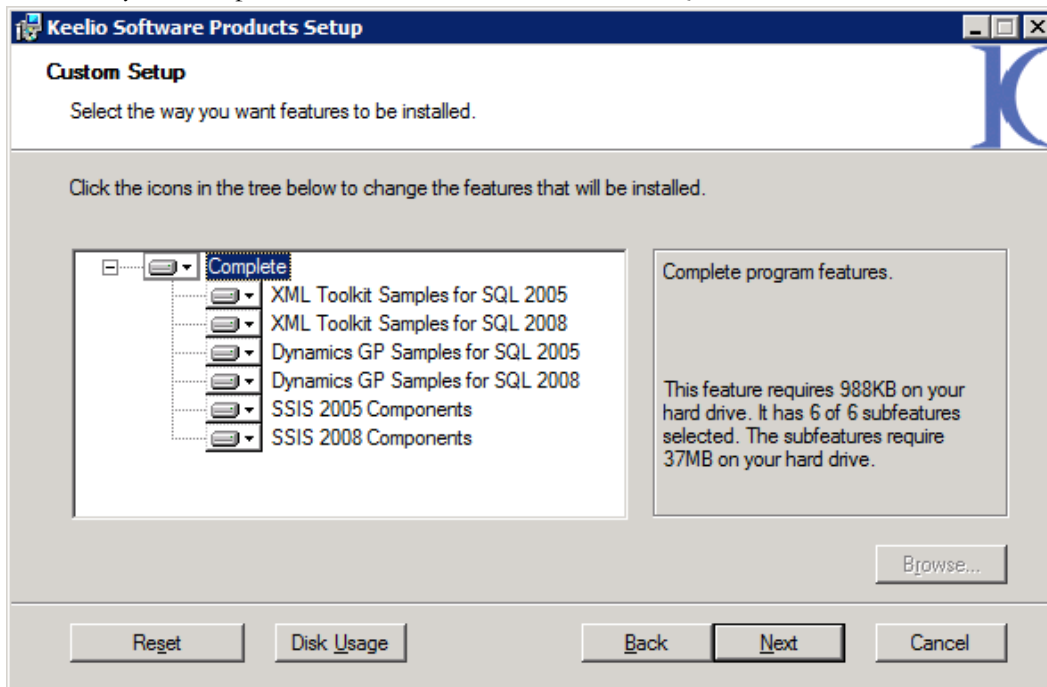 Keelio Software Products Setup
Custom Setup
Select the way you want features to be installed.
Click the icons in the tree below to change the features that will be installed.
Complete
XML Toolkit Samples for SQL 2005
XML Toolkit Samples for SQL 2008
Dynamics GP Samples for SQL 2005
Dynamics GP Samples for SQL 2008
SSIS 2005 Components
SSIS 2008 Components
Complete program features.
This feature requires 988KB on your
hard drive. It has 6 of 6 subfeatures
selected. The subfeatures require
37MB on your hard drive.
Browse...
Reset Disk Usage Back Next Cancel